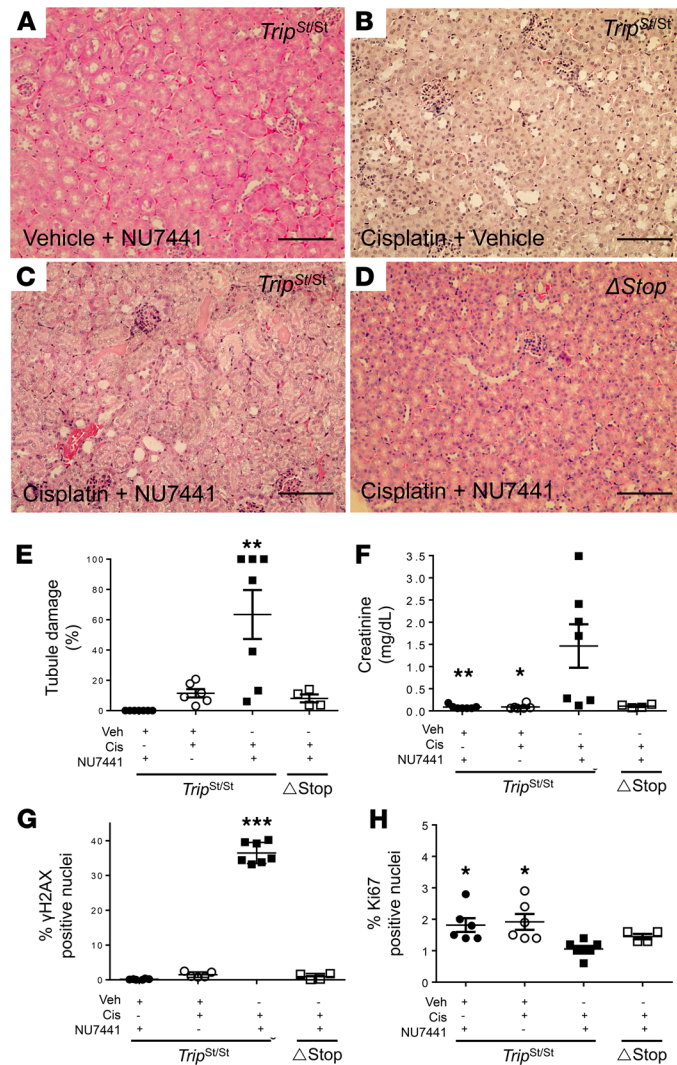 A
Trip^St/St
Vehicle + NU7441
B
Trip^St/St
Cisplatin + Vehicle
C
Trip^St/St
Cisplatin + NU7441
D
ΔStop
Cisplatin + NU7441
E
Tubule damage
(%)
100
80
60
40
20
0
**
Veh + + - -
Cis - + + +
NU7441 + - + +
Trip^St/St
△Stop
F
Creatinine
(mg/dL)
3.5
3.0
2.5
2.0
1.5
1.0
0.5
0.0
**
*
Veh + + - -
Cis - + + +
NU7441 + - + +
Trip^St/St
△Stop
G
% γH2AX
positive nuclei
40
30
20
10
0
***
Veh + + - -
Cis - + + +
NU7441 + - + +
Trip^St/St
△Stop
H
% Ki67
positive nuclei
5
4
3
2
1
0
*
*
Veh + + - -
Cis - + + +
NU7441 + - + +
Trip^St/St
△Stop